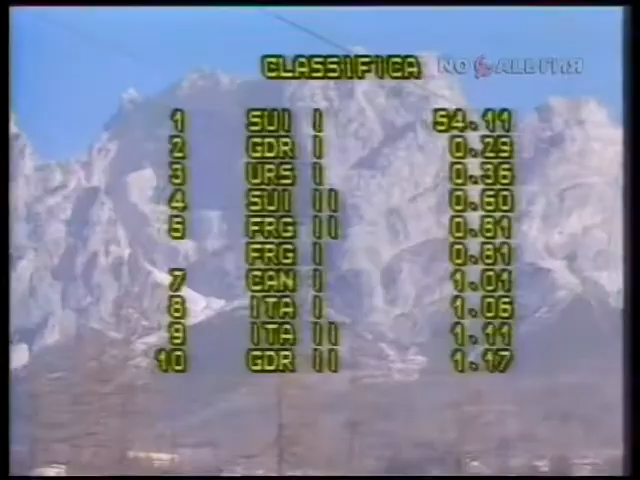 CLASSIFICA
НОСТАЛЬГИЯ
1 SUI I 54.11
2 GDR I 0.29
3 URS I 0.36
4 SUI II 0.60
5 FRG II 0.81
FRG I 0.81
7 CAN I 1.01
8 ITA I 1.06
9 ITA II 1.11
10 GDR II 1.17